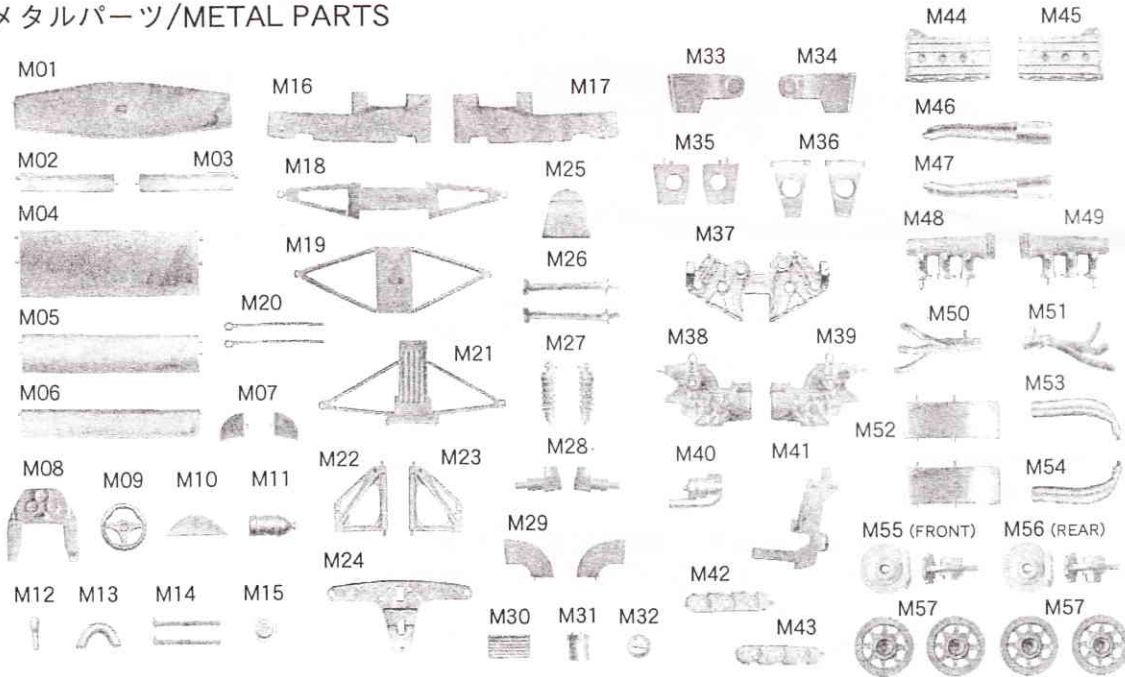 メタルパーツ/METAL PARTS
M01
M02 M03
M04
M05
M06 M07
M08 M09 M10 M11
M12 M13 M14 M15
M16 M17
M18
M19
M20
M21
M22 M23
M24
M25
M26
M27
M28
M29
M30 M31 M32
M33 M34
M35 M36
M37
M38 M39
M40 M41
M42
M43
M44 M45
M46
M47
M48 M49
M50 M51
M52 M53
M54
M55 (FRONT) M56 (REAR)
M57 M57